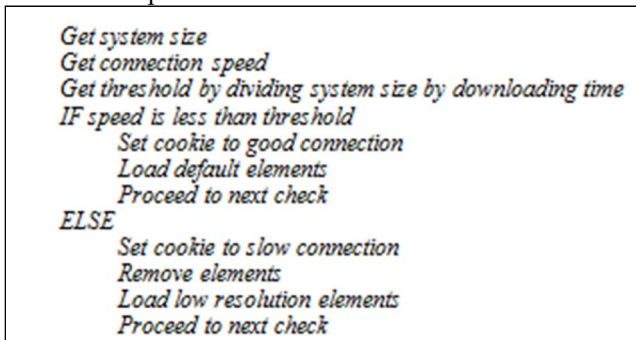 Get system size
Get connection speed
Get threshold by dividing system size by downloading time
IF speed is less than threshold
Set cookie to good connection
Load default elements
Proceed to next check
ELSE
Set cookie to slow connection
Remove elements
Load low resolution elements
Proceed to next check